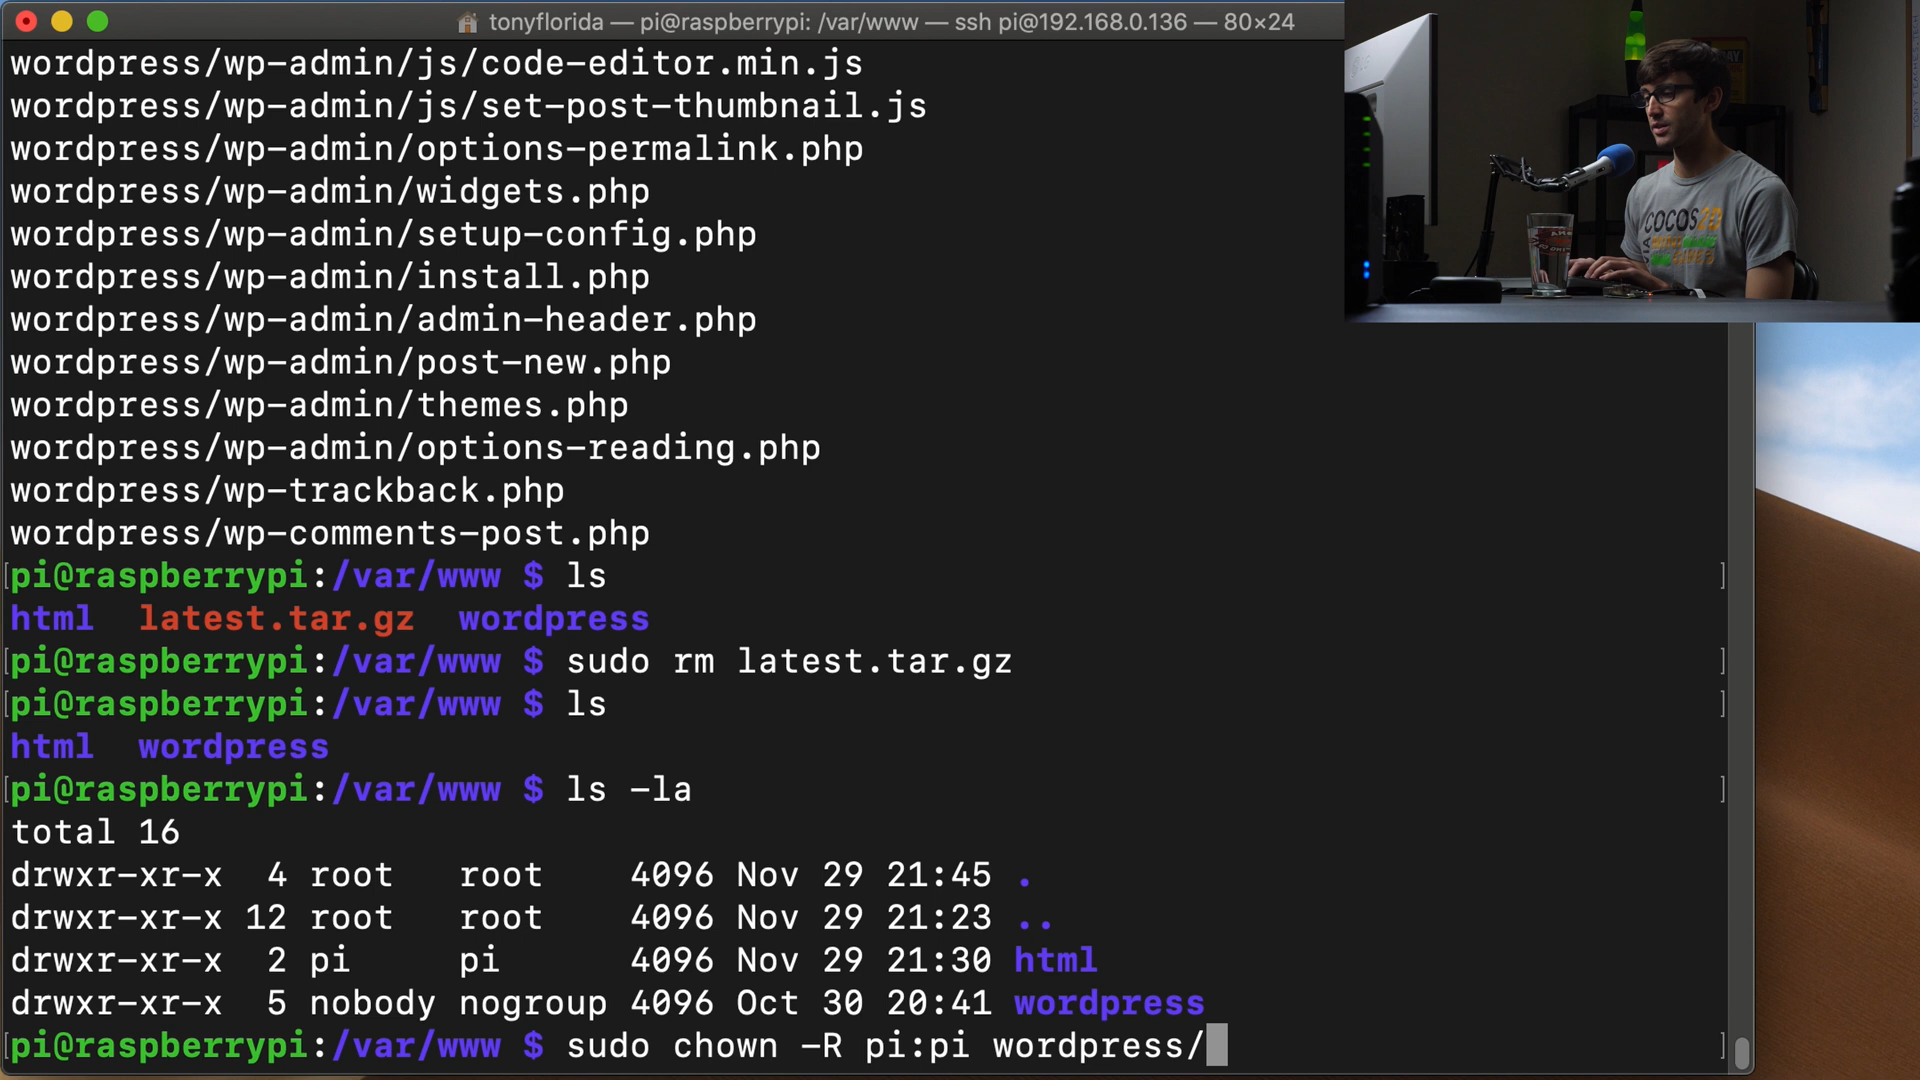 tonyflorida — pi@raspberrypi: /var/www — ssh pi@192.168.0.136 — 80×24
wordpress/wp-admin/js/code-editor.min.js
wordpress/wp-admin/js/set-post-thumbnail.js
wordpress/wp-admin/options-permalink.php
wordpress/wp-admin/widgets.php
wordpress/wp-admin/setup-config.php
wordpress/wp-admin/install.php
wordpress/wp-admin/admin-header.php
wordpress/wp-admin/post-new.php
wordpress/wp-admin/themes.php
wordpress/wp-admin/options-reading.php
wordpress/wp-trackback.php
wordpress/wp-comments-post.php
[pi@raspberrypi:/var/www $ ls ]
html latest.tar.gz wordpress
[pi@raspberrypi:/var/www $ sudo rm latest.tar.gz ]
[pi@raspberrypi:/var/www $ ls ]
html wordpress
[pi@raspberrypi:/var/www $ ls -la ]
total 16
drwxr-xr-x 4 root root 4096 Nov 29 21:45 .
drwxr-xr-x 12 root root 4096 Nov 29 21:23 ..
drwxr-xr-x 2 pi pi 4096 Nov 29 21:30 html
drwxr-xr-x 5 nobody nogroup 4096 Oct 30 20:41 wordpress
[pi@raspberrypi:/var/www $ sudo chown -R pi:pi wordpress/ ]
COCOS2D